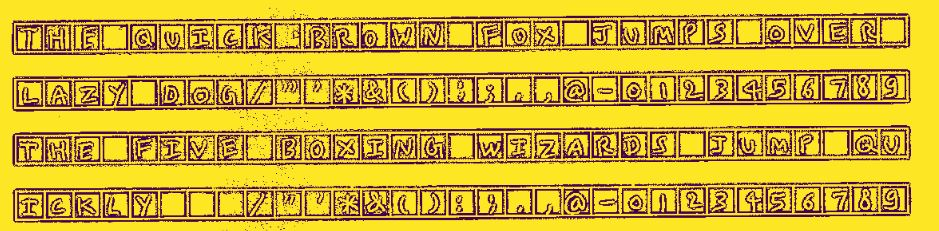 THE QUICK BROWN FOX JUMPS OVER
LAZY DOG/"'*&():;.,@-0123456789
THE FIVE BOXING WIZARDS JUMP QU
ICKLY   /"'*&():;.,@-0123456789